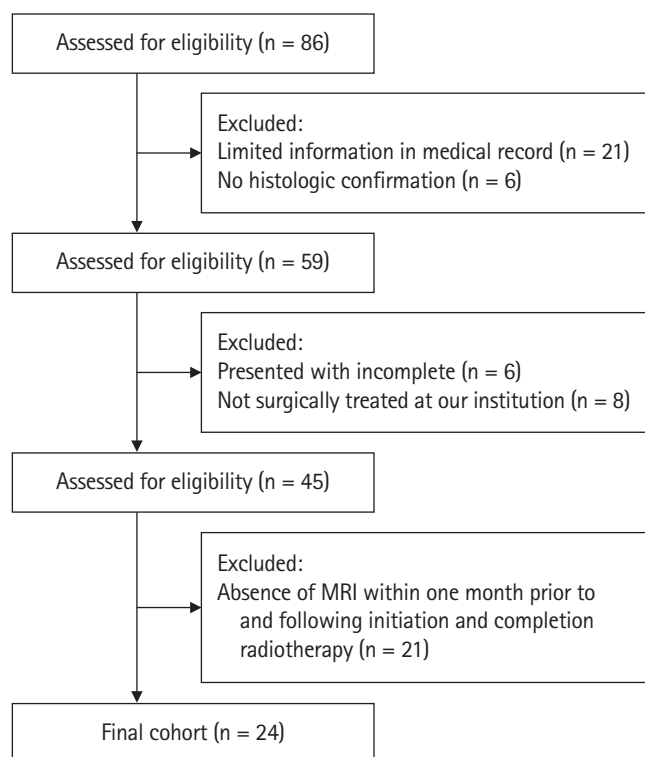 Assessed for eligibility (n = 86)
Excluded:
Limited information in medical record (n = 21)
No histologic confirmation (n = 6)
Assessed for eligibility (n = 59)
Excluded:
Presented with incomplete (n = 6)
Not surgically treated at our institution (n = 8)
Assessed for eligibility (n = 45)
Excluded:
Absence of MRI within one month prior to
and following initiation and completion
radiotherapy (n = 21)
Final cohort (n = 24)